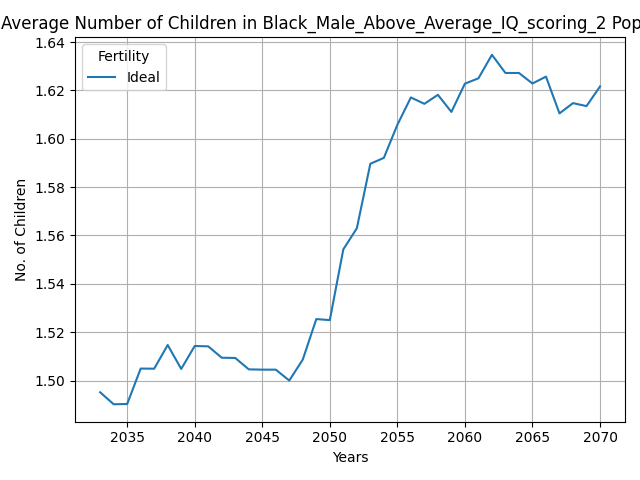 Average Number of Children in Black_Male_Above_Average_IQ_scoring_2 Pop
Fertility
Ideal
No. of Children
1.64
1.62
1.60
1.58
1.56
1.54
1.52
1.50
2035 2040 2045 2050 2055 2060 2065 2070
Years